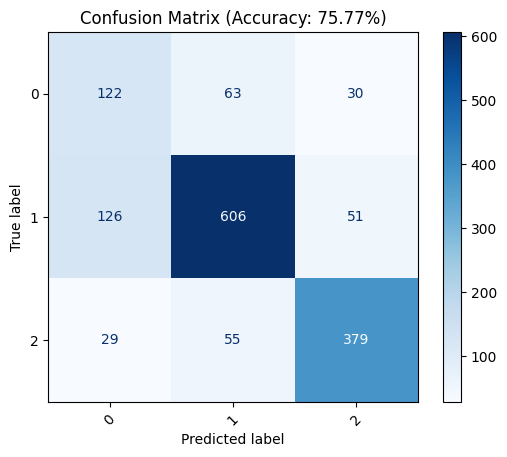 Confusion Matrix (Accuracy: 75.77%)
0 122 63 30
1 126 606 51
2 29 55 379
0 1 2
True label
Predicted label
600
500
400
300
200
100